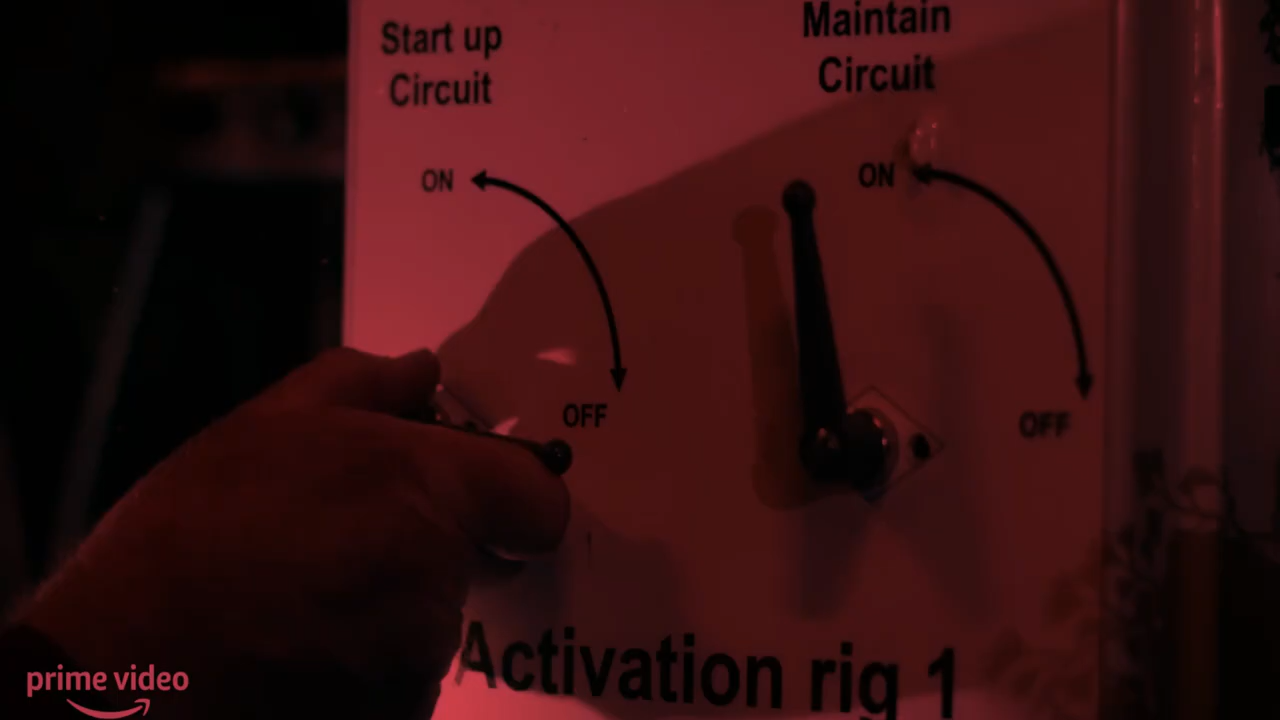 Start up
Circuit
ON
OFF
Maintain
Circuit
ON
OFF
Activation rig 1
prime video